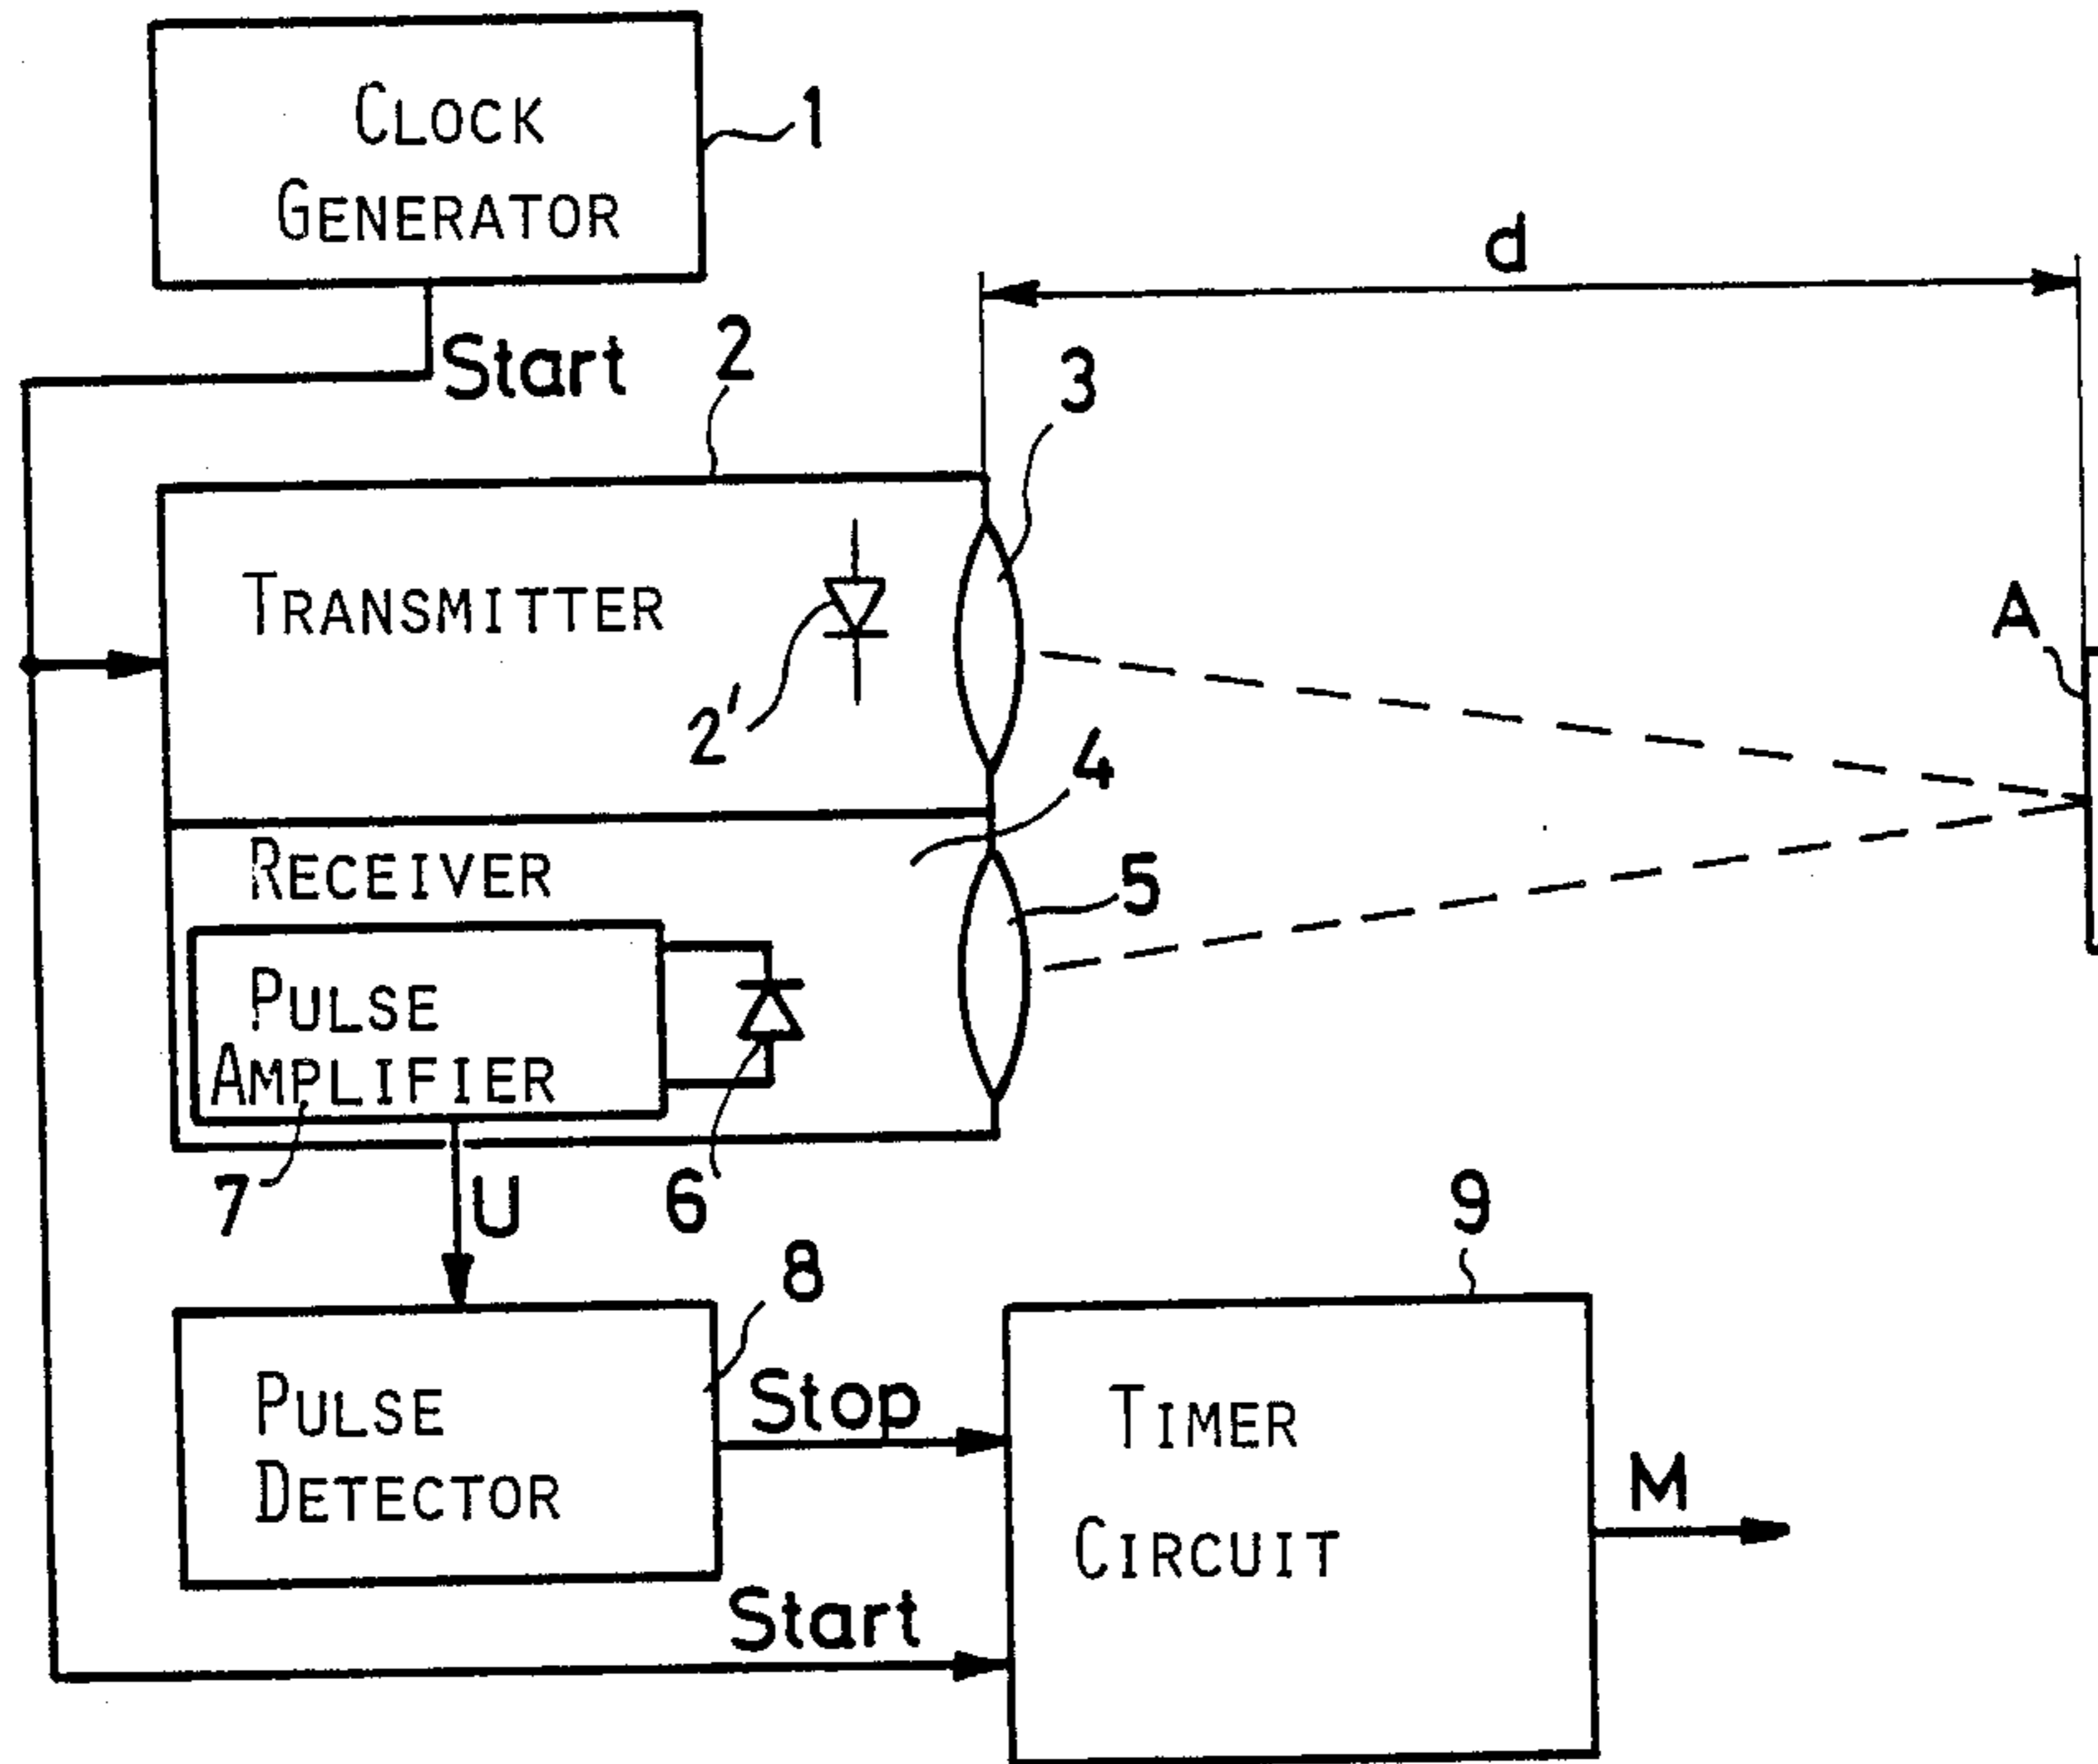 CLOCK
GENERATOR
1
Start
2
d
3
TRANSMITTER
2'
A
4
RECEIVER
5
PULSE
AMPLIFIER
7
U
6
8
9
PULSE
DETECTOR
Stop
TIMER
CIRCUIT
M
Start